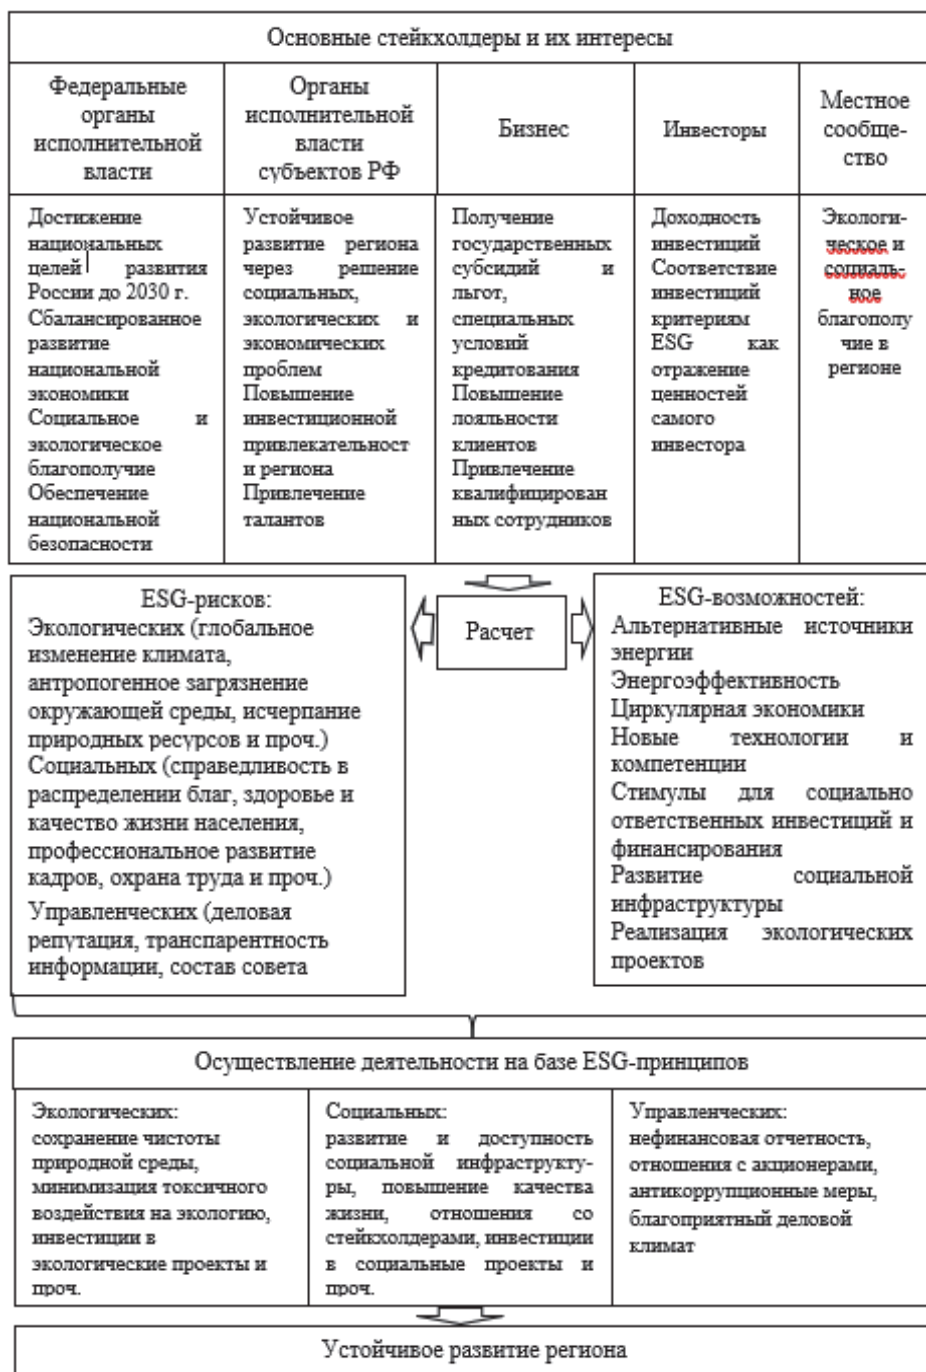 Основные стейкхолдеры и их интересы
Федеральные
органы
исполнительной
власти
Органы
исполнительной
власти
субъектов РФ
Бизнес
Инвесторы
Местное
сообще-
ство
Достижение
национальных
целей развития
России до 2030 г.
Сбалансированное
развитие
национальной
экономики
Социальное и
экологическое
благополучие
Обеспечение
национальной
безопасности
Устойчивое
развитие региона
через решение
социальных,
экологических и
экономических
проблем
Повышение
инвестиционной
привлекательност
и региона
Привлечение
талантов
Получение
государственных
субсидий и
льгот,
специальных
условий
кредитования
Повышение
лояльности
клиентов
Привлечение
квалифицирован
ных сотрудников
Доходность
инвестиций
Соответствие
инвестиций
критериям
ESG как
отражение
ценностей
самого
инвестора
Экологи-
ческое и
социаль-
ное
благополу
чие в
регионе
ESG-рисков:
Экологических (глобальное
изменение климата,
антропогенное загрязнение
окружающей среды, исчерпание
природных ресурсов и проч.)
Социальных (справедливость в
распределении благ, здоровье и
качество жизни населения,
профессиональное развитие
кадров, охрана труда и проч.)
Управленческих (деловая
репутация, транспарентность
информации, состав совета
Расчет
ESG-возможностей:
Альтернативные источники
энергии
Энергоэффективность
Циркулярная экономики
Новые технологии и
компетенции
Стимулы для социально
ответственных инвестиций и
финансирования
Развитие социальной
инфраструктуры
Реализация экологических
проектов
Осуществление деятельности на базе ESG-принципов
Экологических:
сохранение чистоты
природной среды,
минимизация токсичного
воздействия на экологию,
инвестиции в
экологические проекты и
проч.
Социальных:
развитие и доступность
социальной инфраструкту-
ры, повышение качества
жизни, отношения со
стейкхолдерами, инвестиции
в социальные проекты и
проч.
Управленческих:
нефинансовая отчетность,
отношения с акционерами,
антикоррупционные меры,
благоприятный деловой
климат
Устойчивое развитие региона